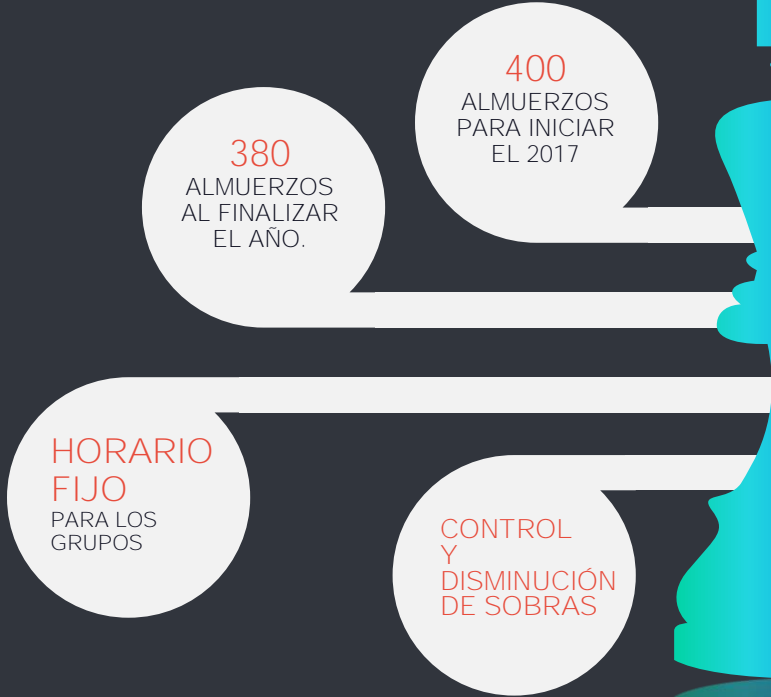 400
ALMUERZOS
PARA INICIAR
EL 2017
380
ALMUERZOS
AL FINALIZAR
EL AÑO.
HORARIO
FIJO
PARA LOS
GRUPOS
CONTROL
Y
DISMINUCIÓN
DE SOBRAS